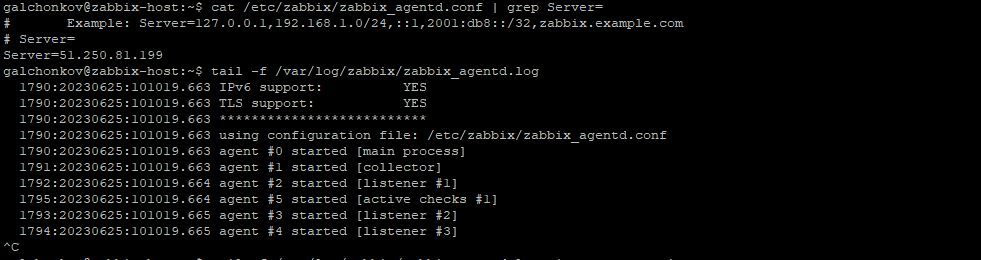 galchonkov@zabbix-host:~$ cat /etc/zabbix/zabbix_agentd.conf | grep Server=
#       Example: Server=127.0.0.1,192.168.1.0/24,::1,2001:db8::/32,zabbix.example.com
# Server=
Server=51.250.81.199
galchonkov@zabbix-host:~$ tail -f /var/log/zabbix/zabbix_agentd.log
  1790:20230625:101019.663 IPv6 support:          YES
  1790:20230625:101019.663 TLS support:           YES
  1790:20230625:101019.663 **************************
  1790:20230625:101019.663 using configuration file: /etc/zabbix/zabbix_agentd.conf
  1790:20230625:101019.663 agent #0 started [main process]
  1791:20230625:101019.663 agent #1 started [collector]
  1792:20230625:101019.664 agent #2 started [listener #1]
  1795:20230625:101019.664 agent #5 started [active checks #1]
  1793:20230625:101019.665 agent #3 started [listener #2]
  1794:20230625:101019.665 agent #4 started [listener #3]
^C